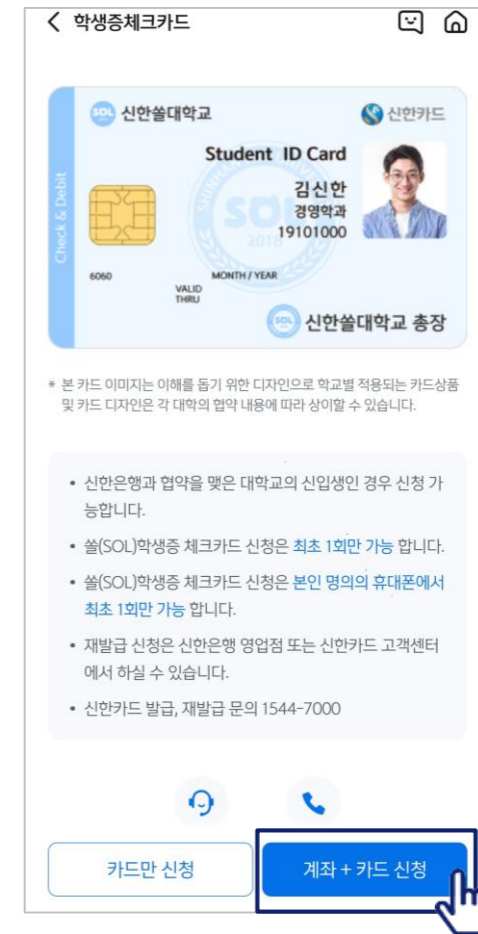 학생증체크카드
SOL 신한쏠대학교
신한카드
Student ID Card
김신한
경영학과
19101000
Check & Debit
SOL
2018
6060
MONTH / YEAR
VALID
THRU
SOL 신한쏠대학교 총장
* 본 카드 이미지는 이해를 돕기 위한 디자인으로 학교별 적용되는 카드상품
및 카드 디자인은 각 대학의 협약 내용에 따라 상이할 수 있습니다.
• 신한은행과 협약을 맺은 대학교의 신입생인 경우 신청 가
능합니다.
• 쏠(SOL)학생증 체크카드 신청은 최초 1회만 가능 합니다.
• 쏠(SOL)학생증 체크카드 신청은 본인 명의의 휴대폰에서
최초 1회만 가능 합니다.
• 재발급 신청은 신한은행 영업점 또는 신한카드 고객센터
에서 하실 수 있습니다.
• 신한카드 발급, 재발급 문의 1544-7000
카드만 신청
계좌 + 카드 신청